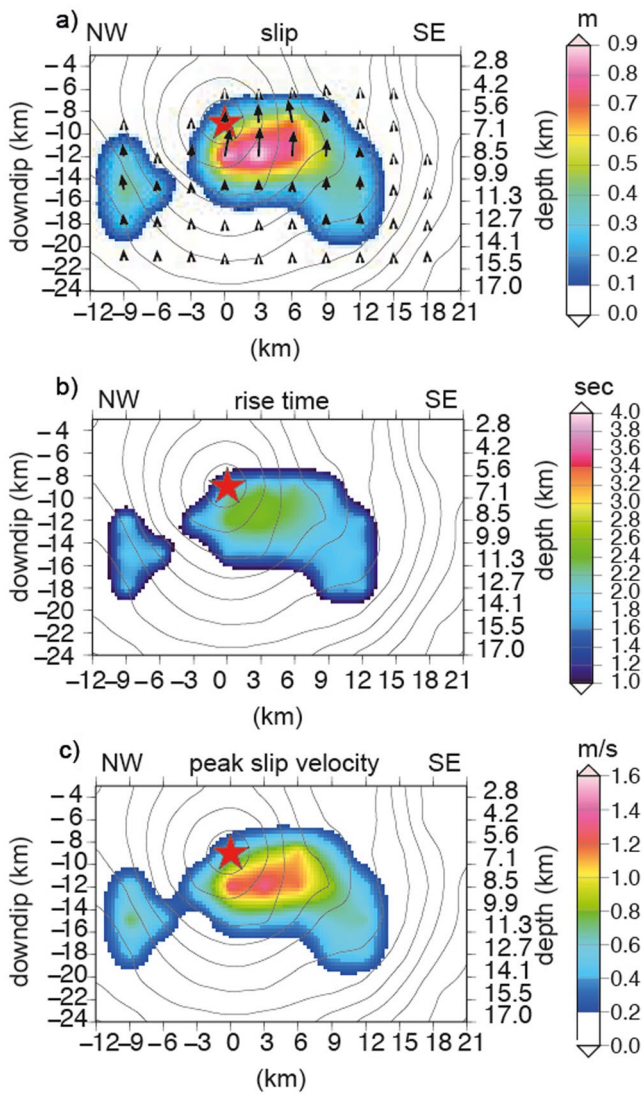 a)
m
NW slip SE
−4 2.8 0.9
−6 4.2 0.8
−8 5.6 0.7
−10 7.1 0.6
−12 8.5 0.5
−14 9.9 0.4
−16 11.3 0.3
−18 12.7 0.2
−20 14.1 0.1
−22 15.5 0.0
−24 17.0
downdip (km)
depth (km)
−12 −9 −6 −3 0 3 6 9 12 15 18 21
(km)
b)
sec
NW rise time SE
−4 2.8 4.0
−6 4.2 3.8
−8 5.6 3.6
−10 7.1 3.4
−12 8.5 3.2
−14 9.9 3.0
−16 11.3 2.8
−18 12.7 2.6
−20 14.1 2.4
−22 15.5 2.2
−24 17.0 2.0
1.8
1.6
1.4
1.2
1.0
downdip (km)
depth (km)
−12 −9 −6 −3 0 3 6 9 12 15 18 21
(km)
c)
m/s
NW peak slip velocity SE
−4 2.8 1.6
−6 4.2 1.4
−8 5.6 1.2
−10 7.1 1.0
−12 8.5 0.8
−14 9.9 0.6
−16 11.3 0.4
−18 12.7 0.2
−20 14.1 0.0
−22 15.5
−24 17.0
downdip (km)
depth (km)
−12 −9 −6 −3 0 3 6 9 12 15 18 21
(km)